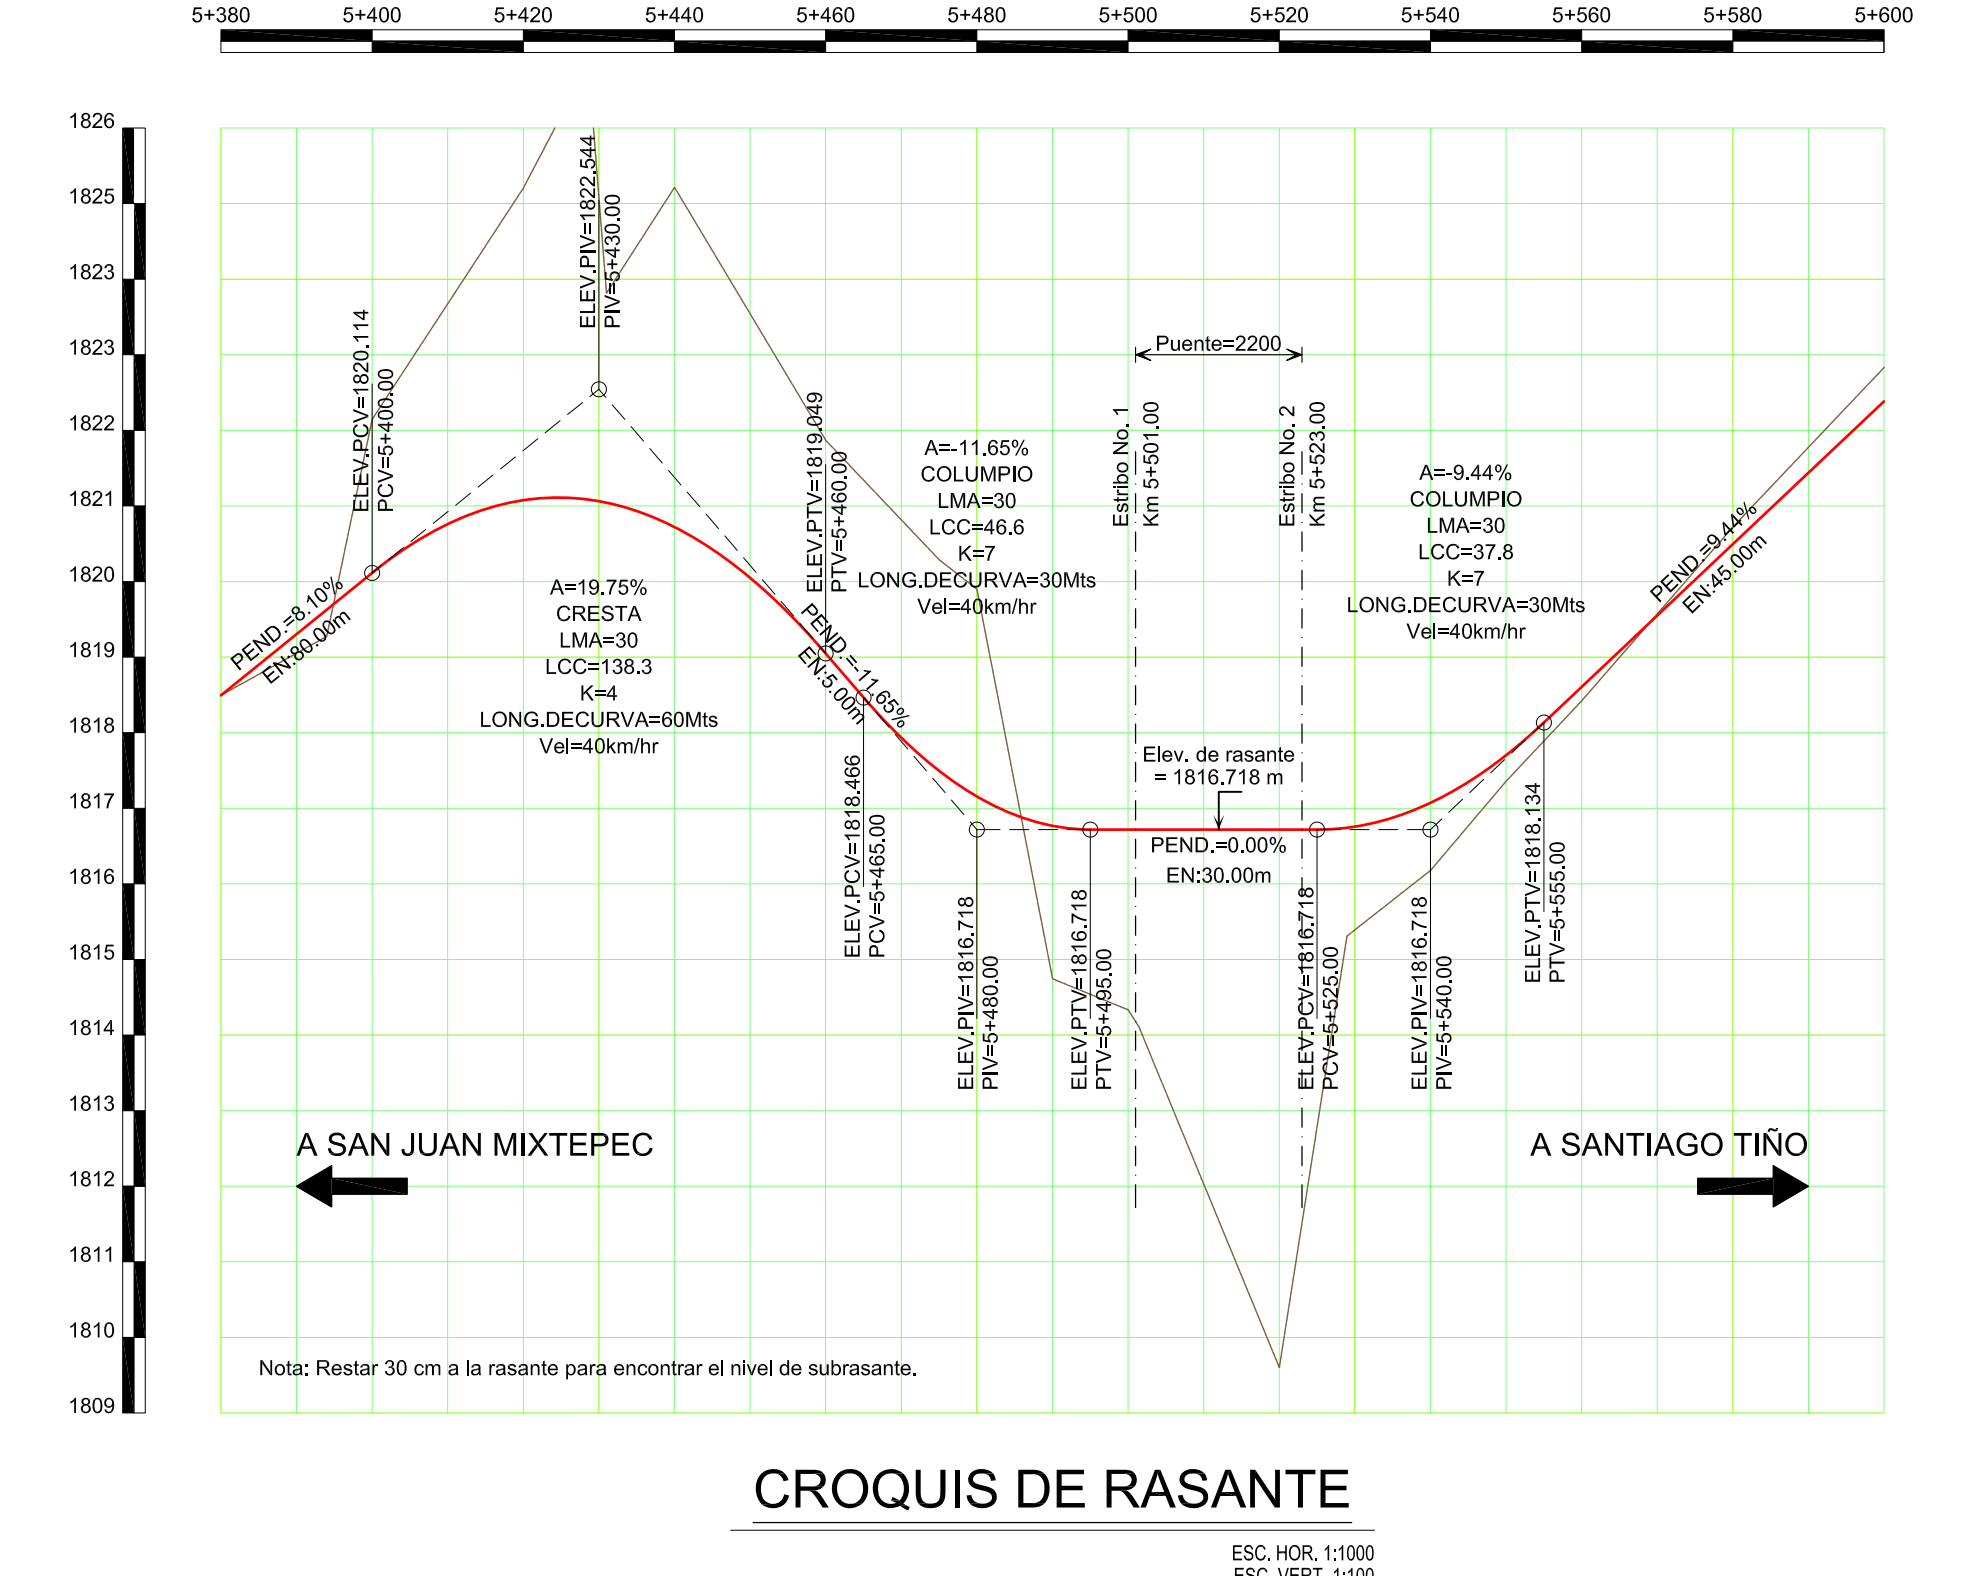 5+380
5+400
5+420
5+440
5+460
5+480
5+500
5+520
5+540
5+560
5+580
5+600
1826
1825
1823
1823
1822
1821
1820
1819
1818
1817
1816
1815
1814
1813
1812
1811
1810
1809
PEND.=8.10%
EN:80.00m
ELEV.PCV=1820.114
PCV=5+400.00
ELEV.PIV=1822.544
PIV=5+430.00
A=19.75%
CRESTA
LMA=30
LCC=138.3
K=4
LONG.DECURVA=60Mts
Vel=40km/hr
ELEV.PTV=1819.049
PTV=5+460.00
PEND.=-11.65%
EN:5.00m
ELEV.PCV=1818.466
PCV=5+465.00
A=-11.65%
COLUMPIO
LMA=30
LCC=46.6
K=7
LONG.DECURVA=30Mts
Vel=40km/hr
ELEV.PIV=1816.718
PIV=5+480.00
ELEV.PTV=1816.718
PTV=5+495.00
Puente=2200
Estribo No. 1
Km 5+501.00
Estribo No. 2
Km 5+523.00
Elev. de rasante
= 1816.718 m
PEND.=0.00%
EN:30.00m
ELEV.PCV=1816.718
PCV=5+525.00
A=-9.44%
COLUMPIO
LMA=30
LCC=37.8
K=7
LONG.DECURVA=30Mts
Vel=40km/hr
ELEV.PIV=1816.718
PIV=5+540.00
ELEV.PTV=1818.134
PTV=5+555.00
PEND.=9.44%
EN:45.00m
A SAN JUAN MIXTEPEC
A SANTIAGO TIÑO
Nota: Restar 30 cm a la rasante para encontrar el nivel de subrasante.
CROQUIS DE RASANTE
ESC. HOR. 1:1000
ESC. VERT. 1:100